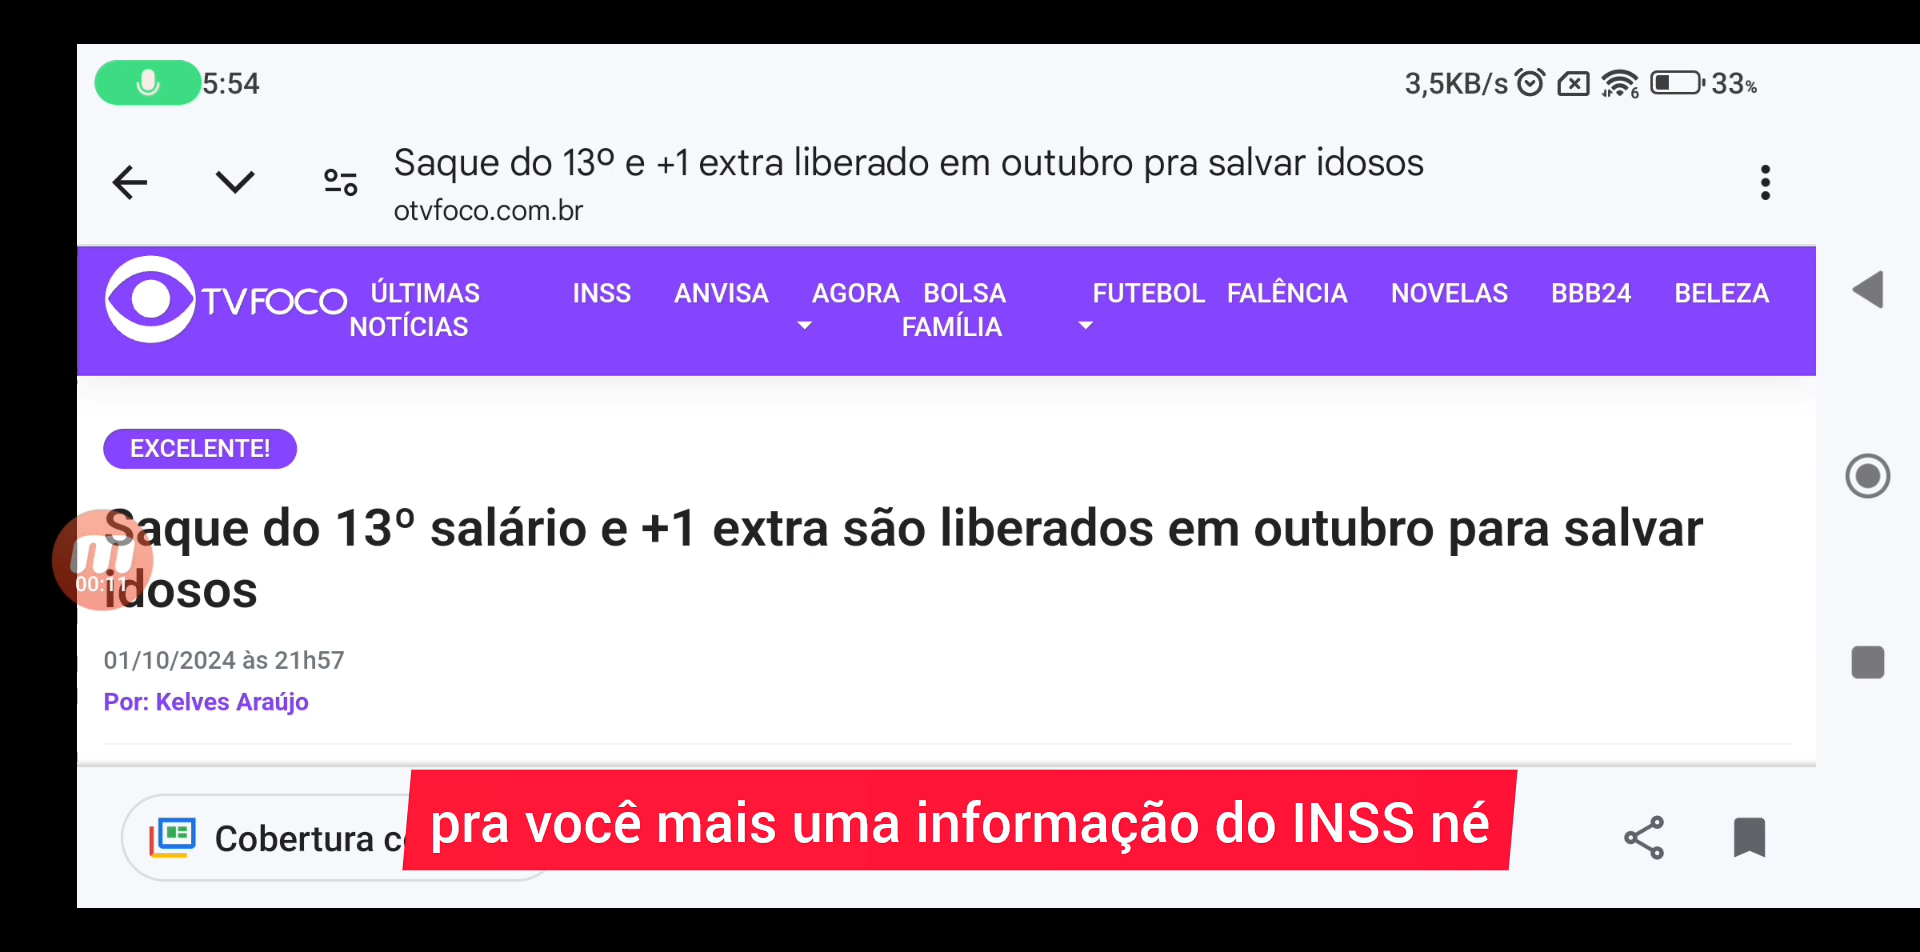 5:54
3,5KB/s 6 33%
Saque do 13º e +1 extra liberado em outubro pra salvar idosos
otvfoco.com.br
TVFOCO ÚLTIMAS NOTÍCIAS INSS ANVISA AGORA BOLSA FAMÍLIA FUTEBOL FALÊNCIA NOVELAS BBB24 BELEZA
EXCELENTE!
Saque do 13º salário e +1 extra são liberados em outubro para salvar
idosos
00:11
01/10/2024 às 21h57
Por: Kelves Araújo
Cobertura
pra você mais uma informação do INSS né